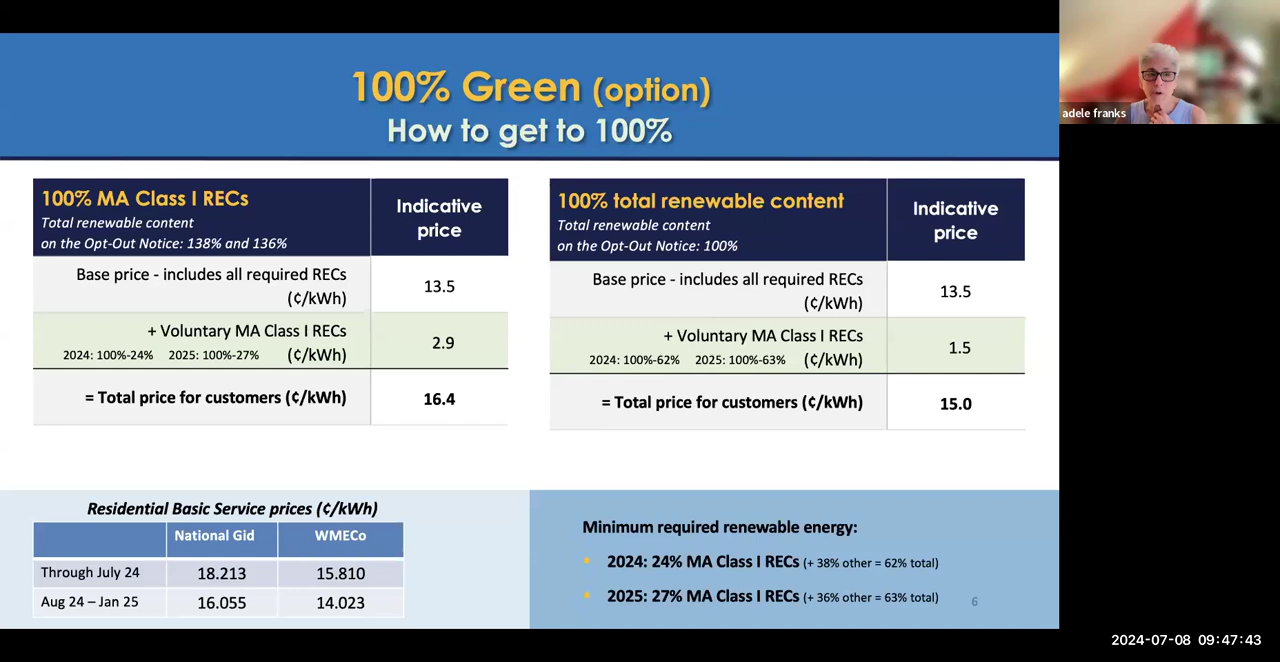 100% Green (option)
How to get to 100%
adele franks
100% MA Class I RECs
Total renewable content
on the Opt-Out Notice: 138% and 136%
Indicative
price
Base price - includes all required RECs
(¢/kWh)
13.5
+ Voluntary MA Class I RECs
2024: 100%-24% 2025: 100%-27% (¢/kWh)
2.9
= Total price for customers (¢/kWh)
16.4
100% total renewable content
Total renewable content
on the Opt-Out Notice: 100%
Indicative
price
Base price - includes all required RECs
(¢/kWh)
13.5
+ Voluntary MA Class I RECs
2024: 100%-62% 2025: 100%-63% (¢/kWh)
1.5
= Total price for customers (¢/kWh)
15.0
Residential Basic Service prices (¢/kWh)
National Gid WMECo
Through July 24 18.213 15.810
Aug 24 – Jan 25 16.055 14.023
Minimum required renewable energy:
• 2024: 24% MA Class I RECs (+ 38% other = 62% total)
• 2025: 27% MA Class I RECs (+ 36% other = 63% total)
6
2024-07-08 09:47:43